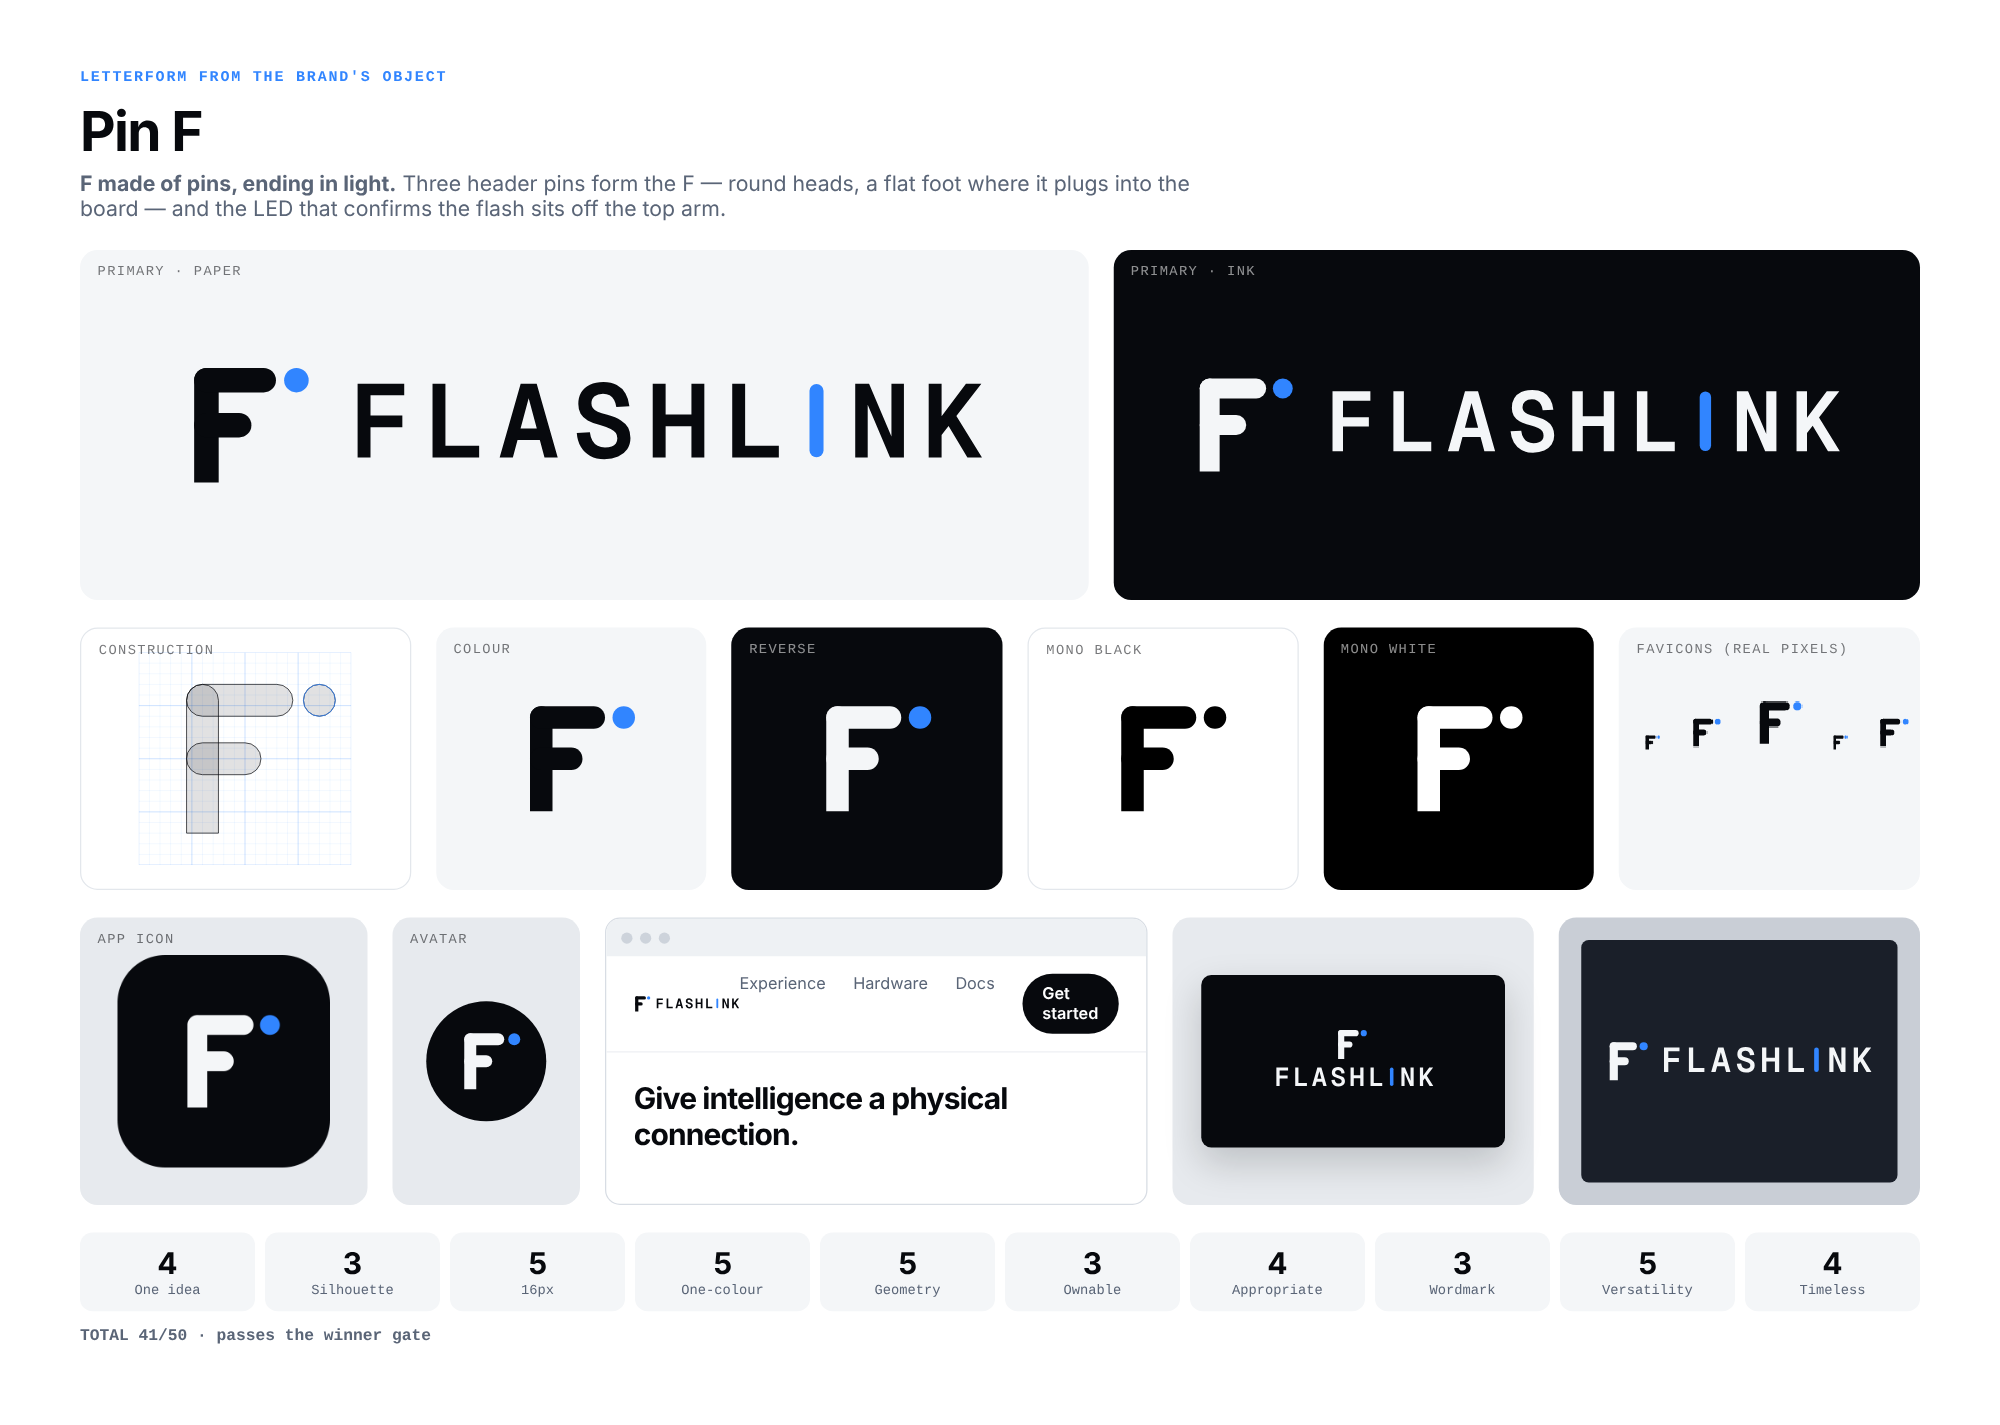 LETTERFORM FROM THE BRAND'S OBJECT
Pin F
F made of pins, ending in light. Three header pins form the F — round heads, a flat foot where it plugs into the
board — and the LED that confirms the flash sits off the top arm.
PRIMARY · PAPER
F FLASHLINK
PRIMARY · INK
F FLASHLINK
CONSTRUCTION
F
COLOUR
F
REVERSE
F
MONO BLACK
F
MONO WHITE
F
FAVICONS (REAL PIXELS)
F F F F F
APP ICON
F
AVATAR
F
F FLASHLINK
Experience Hardware Docs
Get
started
Give intelligence a physical
connection.
F
FLASHLINK
F FLASHLINK
4
One idea
3
Silhouette
5
16px
5
One-colour
5
Geometry
3
Ownable
4
Appropriate
3
Wordmark
5
Versatility
4
Timeless
TOTAL 41/50 · passes the winner gate